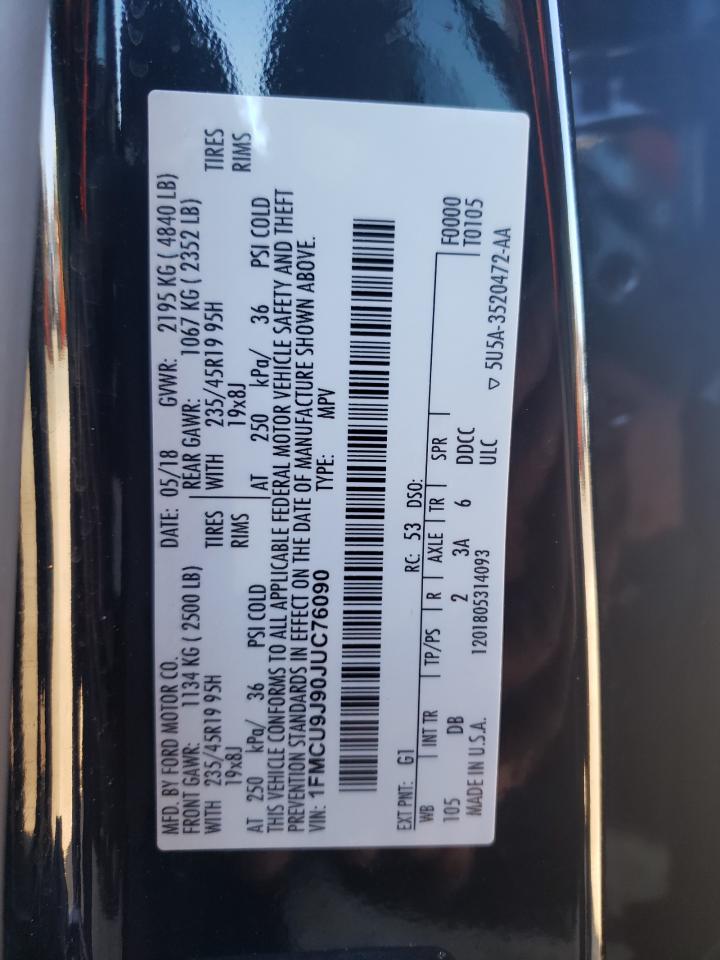 MFD. BY FORD MOTOR CO. DATE: 05/18 GVWR: 2195 KG ( 4840 LB)
FRONT GAWR: 1134 KG ( 2500 LB) REAR GAWR: 1067 KG ( 2352 LB)
WITH 235/45R19 95H TIRES WITH 235/45R19 95H TIRES
19x8J RIMS 19x8J RIMS
AT 250 kPa/ 36 PSI COLD AT 250 kPa/ 36 PSI COLD
THIS VEHICLE CONFORMS TO ALL APPLICABLE FEDERAL MOTOR VEHICLE SAFETY AND THEFT
PREVENTION STANDARDS IN EFFECT ON THE DATE OF MANUFACTURE SHOWN ABOVE.
VIN: 1FMCU9J90JUC76090 TYPE: MPV
EXT PNT: G1 RC: 53 DSO:
WB INT TR TP/PS R AXLE TR SPR F0000
105 DB 2 3A 6 DDCC T0105
MADE IN U.S.A. 1201805314093 ULC
▽ 5U5A-3520472-AA